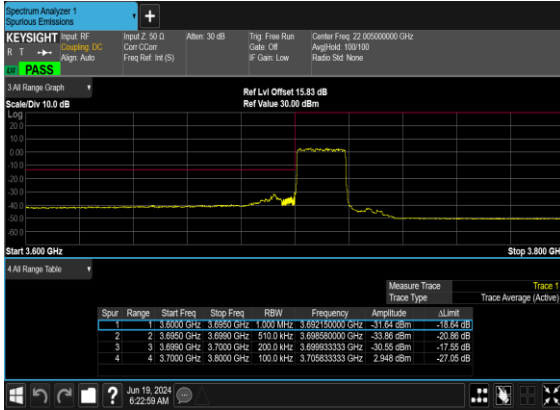 Spectrum Analyzer 1
Spurious Emissions
KEYSIGHT Input: RF Input Z: 50 Ω Atten: 30 dB Trig: Free Run Center Freq: 22.005000000 GHz
R T Coupling: DC Corr CCorr Gate: Off Avg|Hold: 100/100
Align: Auto Freq Ref: Int (S) IF Gain: Low Radio Std: None
PASS
3 All Range Graph
Ref Lvl Offset 15.83 dB
Scale/Div 10.0 dB Ref Value 30.00 dBm
Log
20.0
10.0
0.00
-10.0
-20.0
-30.0
-40.0
-50.0
-60.0
Start 3.600 GHz Stop 3.800 GH
4 All Range Table
Measure Trace Trace 1
Trace Type Trace Average (Active)
Spur Range Start Freq Stop Freq RBW Frequency Amplitude ΔLimit
1 1 3.6000 GHz 3.6950 GHz 1.000 MHz 3.692150000 GHz -31.64 dBm -18.64 dB
2 2 3.6950 GHz 3.6990 GHz 510.0 kHz 3.698580000 GHz -33.86 dBm -20.86 dB
3 3 3.6990 GHz 3.7000 GHz 200.0 kHz 3.699933333 GHz -30.55 dBm -17.55 dB
4 4 3.7000 GHz 3.8000 GHz 100.0 kHz 3.705833333 GHz 2.948 dBm -27.05 dB
? Jun 19, 2024
6:22:59 AM